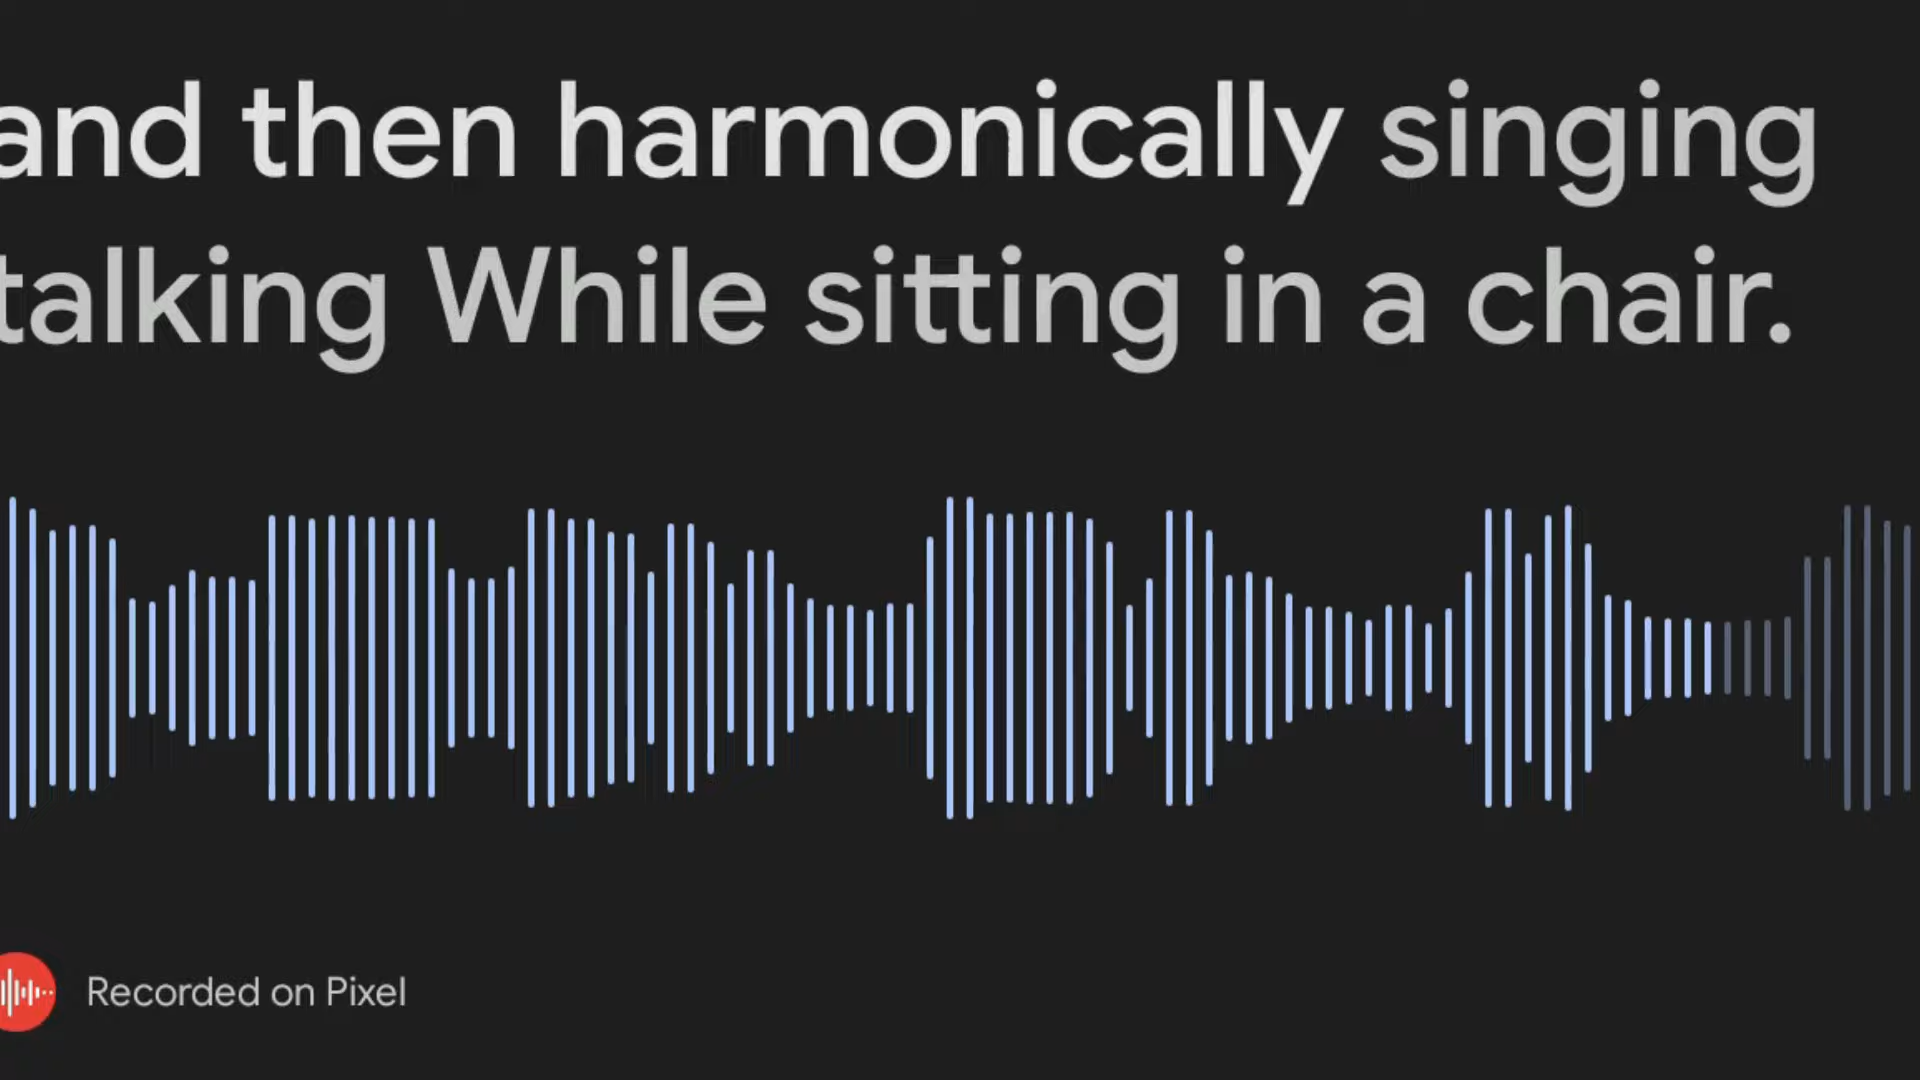 and then harmonically singing
talking While sitting in a chair.
Recorded on Pixel